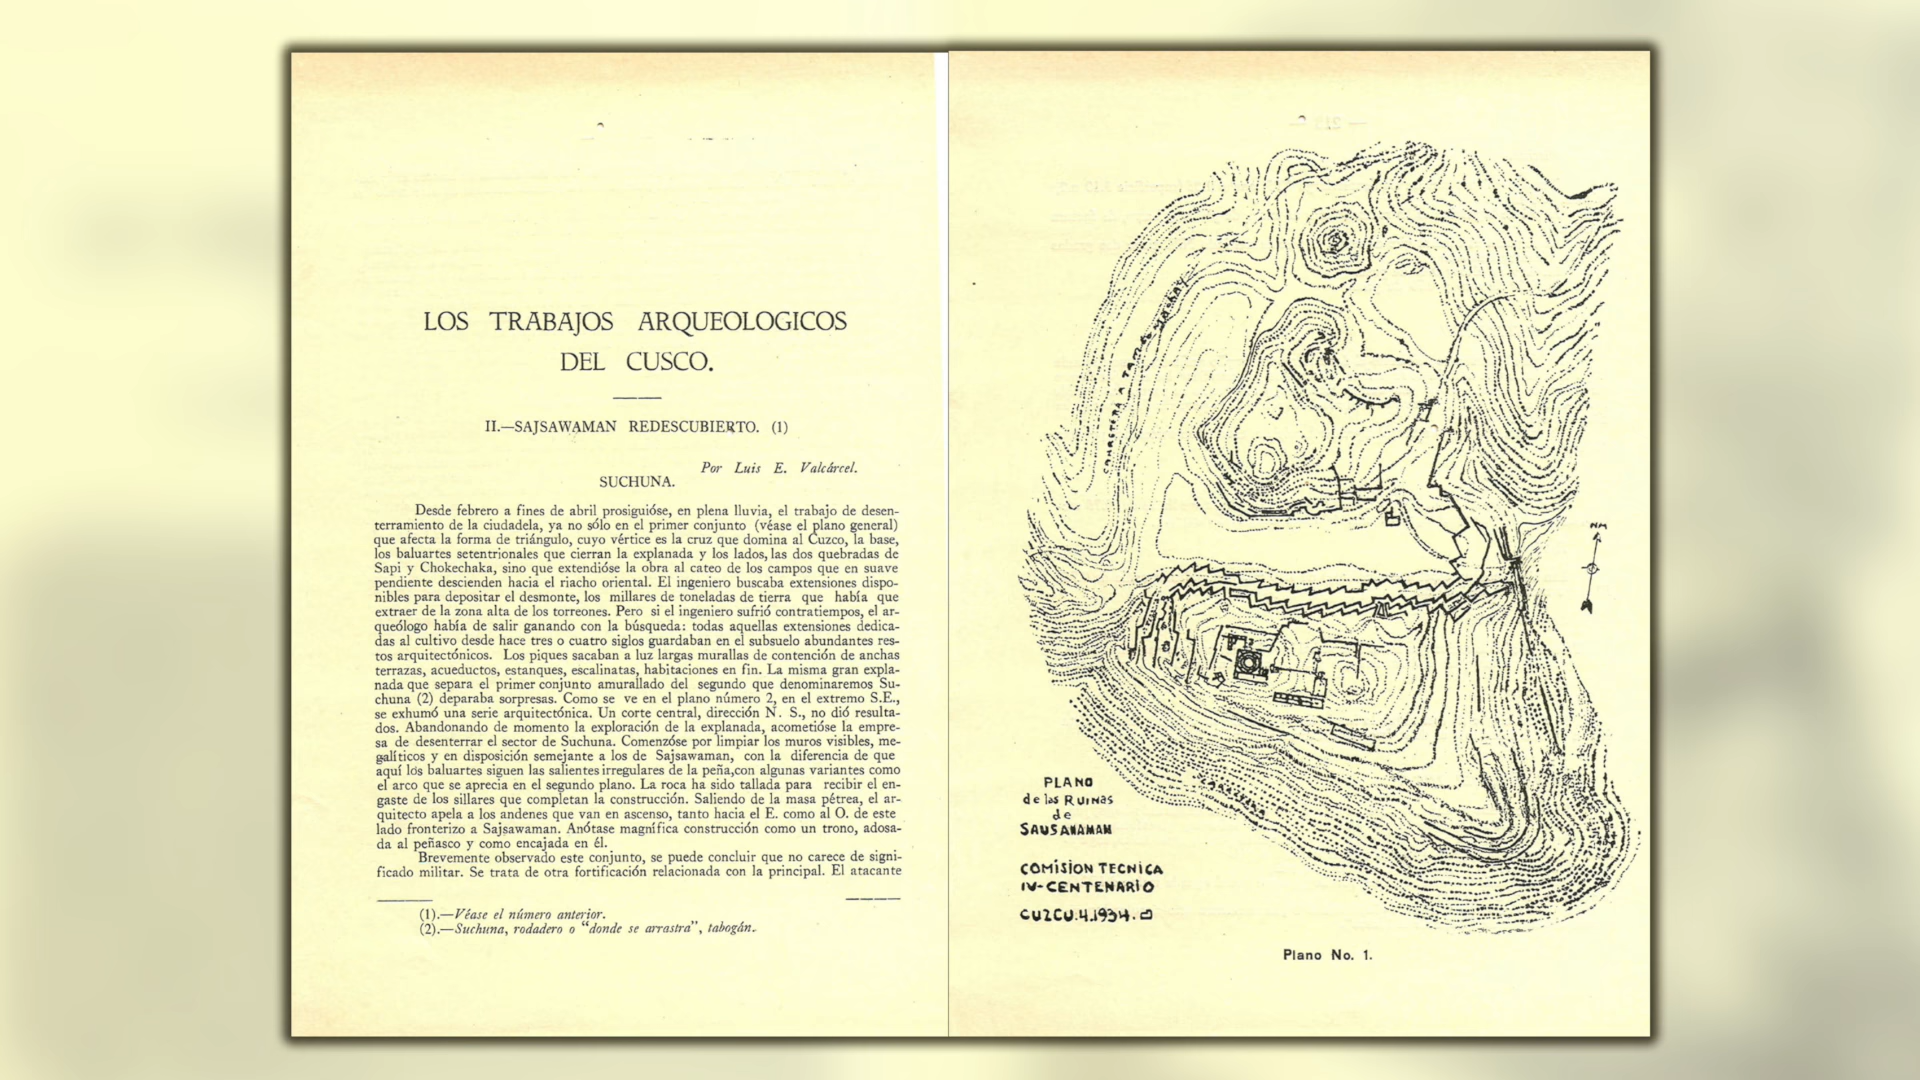 LOS TRABAJOS ARQUEOLOGICOS
DEL CUSCO.
II.—SAJSAWAMAN REDESCUBIERTO. (1)
Por Luis E. Valcárcel.
SUCHUNA.
Desde febrero a fines de abril prosiguióse, en plena lluvia, el trabajo de desen-
terramiento de la ciudadela, ya no sólo en el primer conjunto (véase el plano general)
que afecta la forma de triángulo, cuyo vértice es la cruz que domina al Cuzco, la base,
los baluartes setentrionales que cierran la explanada y los lados, las dos quebradas de
Sapi y Chokechaka, sino que extendióse la obra al cateo de los campos que en suave
pendiente descienden hacia el riacho oriental. El ingeniero buscaba extensiones dispo-
nibles para depositar el desmonte, los millares de toneladas de tierra que había que
extraer de la zona alta de los torreones. Pero si el ingeniero sufrió contratiempos, el ar-
queólogo había de salir ganando con la búsqueda: todas aquellas extensiones dedica-
das al cultivo desde hace tres o cuatro siglos guardaban en el subsuelo abundantes res-
tos arquitectónicos. Los piques sacaban a luz largas murallas de contención de anchas
terrazas, acueductos, estanques, escalinatas, habitaciones en fin. La misma gran expla-
nada que separa el primer conjunto amurallado del segundo que denominaremos Su-
chuna (2) deparaba sorpresas. Como se ve en el plano número 2, en el extremo S.E.,
se exhumó una serie arquitectónica. Un corte central, dirección N. S., no dió resulta-
dos. Abandonando de momento la exploración de la explanada, acometióse la empre-
sa de desenterrar el sector de Suchuna. Comenzóse por limpiar los muros visibles, me-
galíticos y en disposición semejante a los de Sajsawaman, con la diferencia de que
aquí los baluartes siguen las salientes irregulares de la peña,con algunas variantes como
el arco que se aprecia en el segundo plano. La roca ha sido tallada para recibir el en-
gaste de los sillares que completan la construcción. Saliendo de la masa pétrea, el ar-
quitecto apela a los andenes que van en ascenso, tanto hacia el E. como al O. de este
lado fronterizo a Sajsawaman. Anótase magnífica construcción como un trono, adosa-
da al peñasco y como encajada en él.
Brevemente observado este conjunto, se puede concluir que no carece de signi-
ficado militar. Se trata de otra fortificación relacionada con la principal. El atacante
(1).—Véase el número anterior.
(2).—Suchuna, rodadero o "donde se arrastra", tabogán.
CARRETERA A TAMBOMACHAY
NM
CARRETERA
PLANO
de las RUINAS
de
SAUSAHAMAN
COMISION TECNICA
IV-CENTENARIO
CUZCU.4.1934.
Plano No. 1.